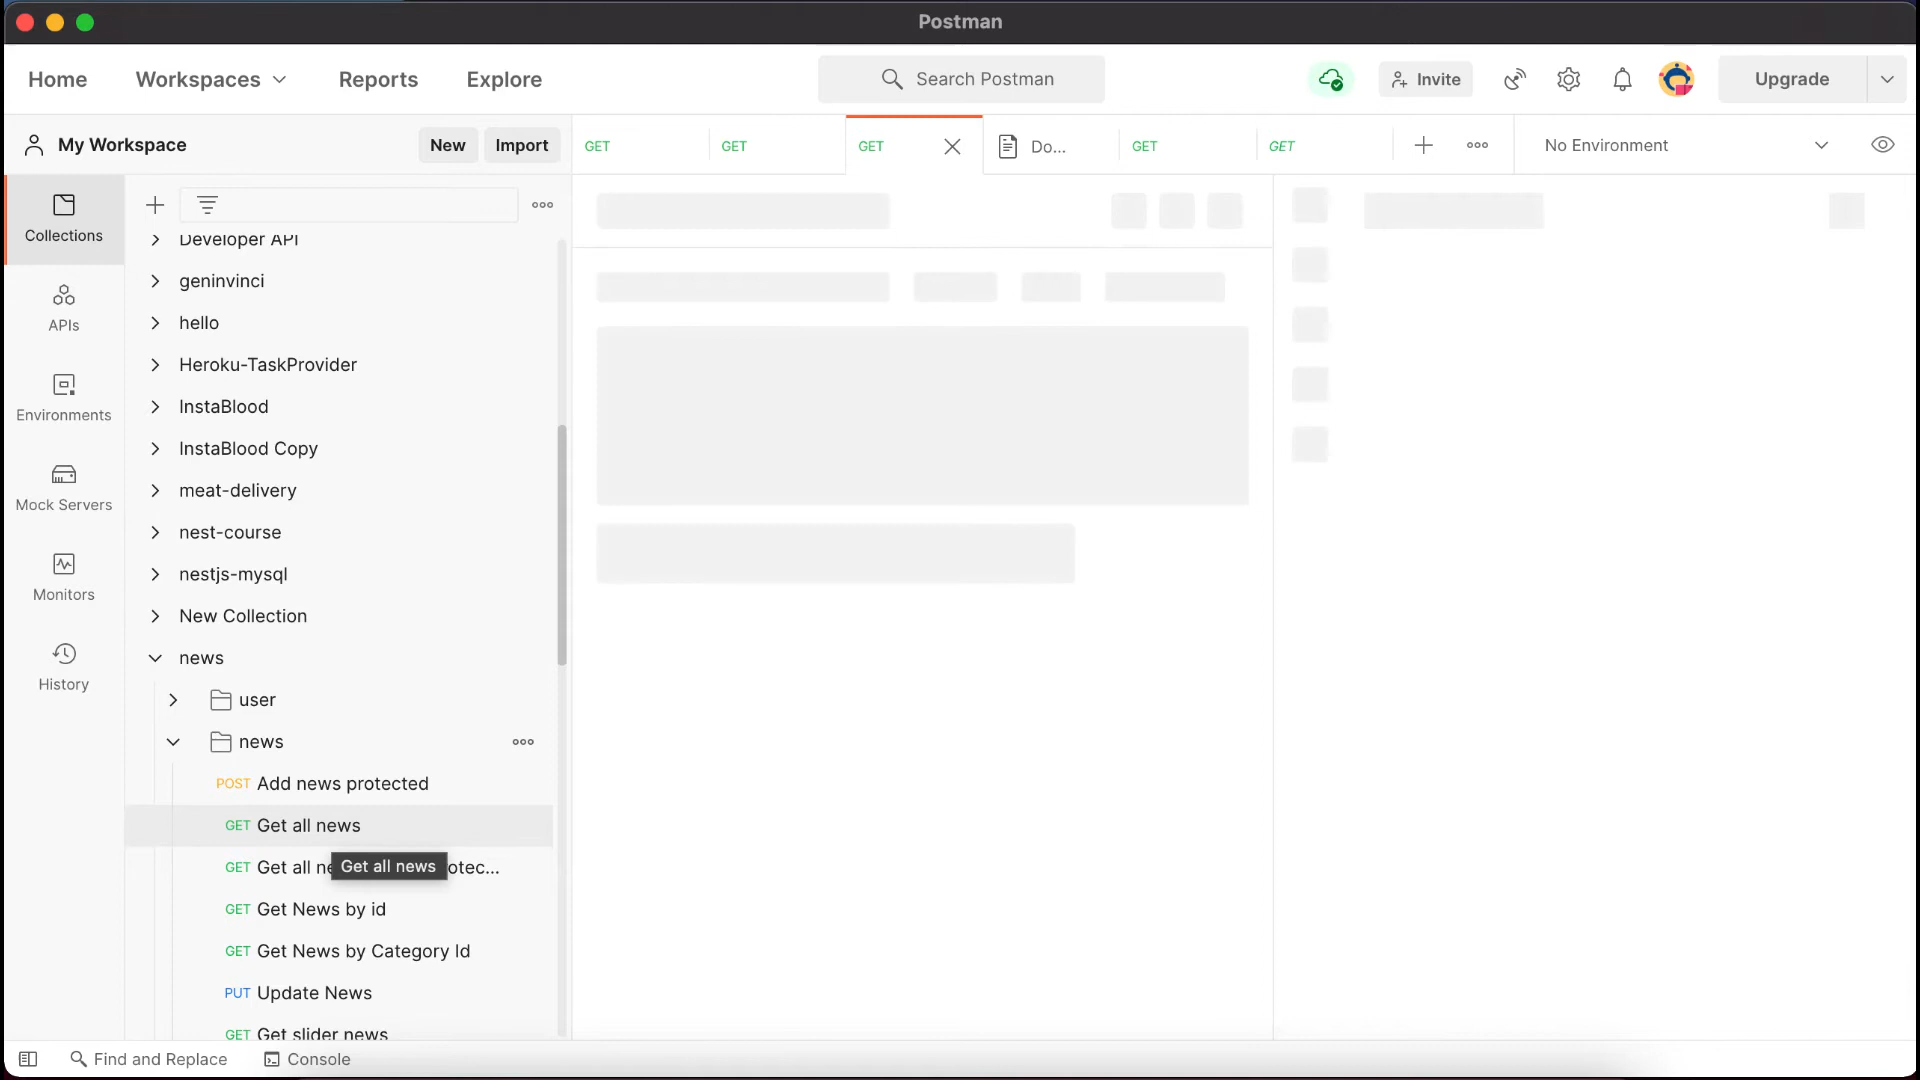 Postman
Home Workspaces Reports Explore Search Postman Invite Upgrade
My Workspace New Import GET GET GET Do... GET GET No Environment
Collections
APIs
Environments
Mock Servers
Monitors
History
Developer API
geninvinci
hello
Heroku-TaskProvider
InstaBlood
InstaBlood Copy
meat-delivery
nest-course
nestjs-mysql
New Collection
news
user
news
POST Add news protected
GET Get all news
GET Get all ne otec...
Get all news
GET Get News by id
GET Get News by Category Id
PUT Update News
GET Get slider news
Find and Replace Console